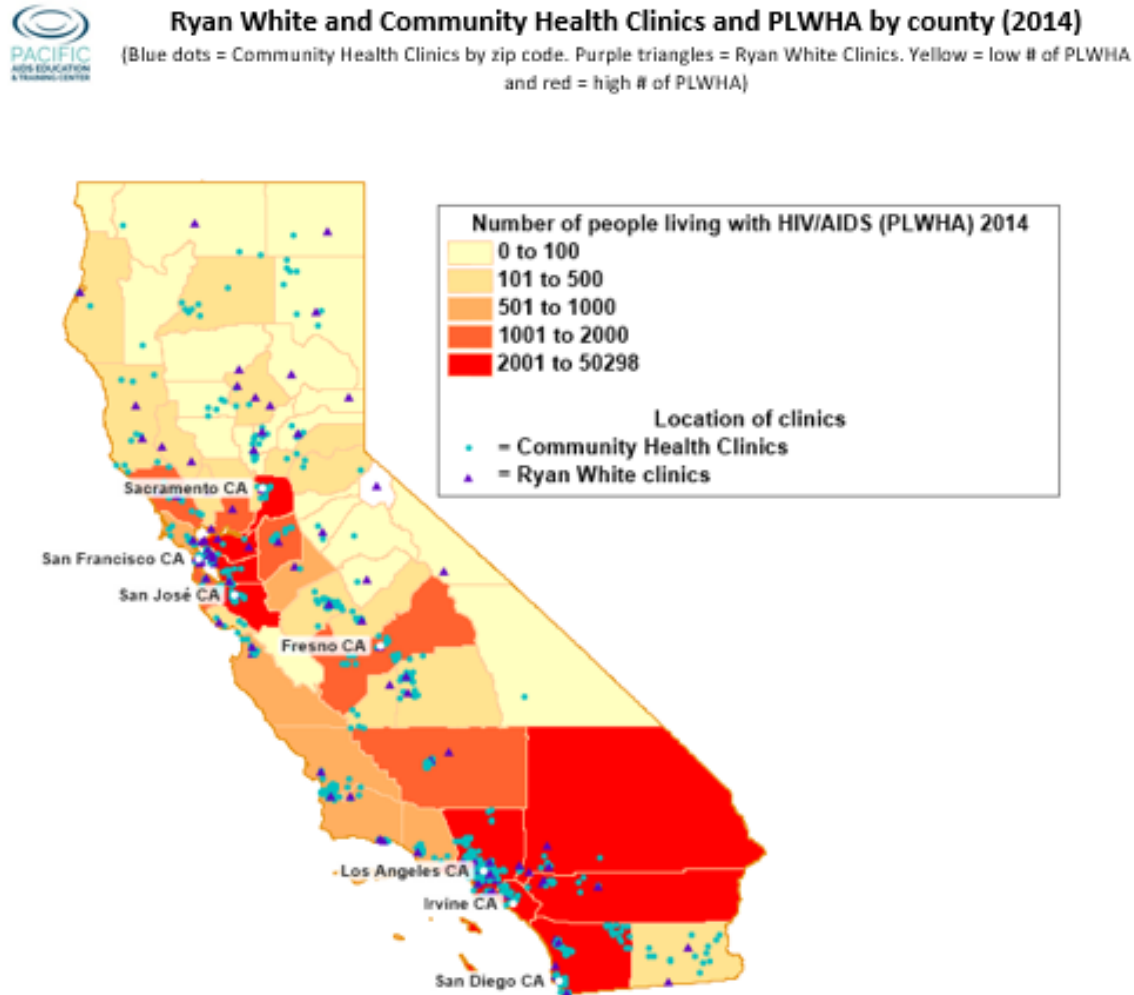 PACIFIC
AIDS EDUCATION
& TRAINING CENTER
Ryan White and Community Health Clinics and PLWHA by county (2014)
(Blue dots = Community Health Clinics by zip code. Purple triangles = Ryan White Clinics. Yellow = low # of PLWHA
and red = high # of PLWHA)
Number of people living with HIV/AIDS (PLWHA) 2014
0 to 100
101 to 500
501 to 1000
1001 to 2000
2001 to 50298
Location of clinics
= Community Health Clinics
= Ryan White clinics
Sacramento CA
San Francisco CA
San José CA
Fresno CA
Los Angeles CA
Irvine CA
San Diego CA